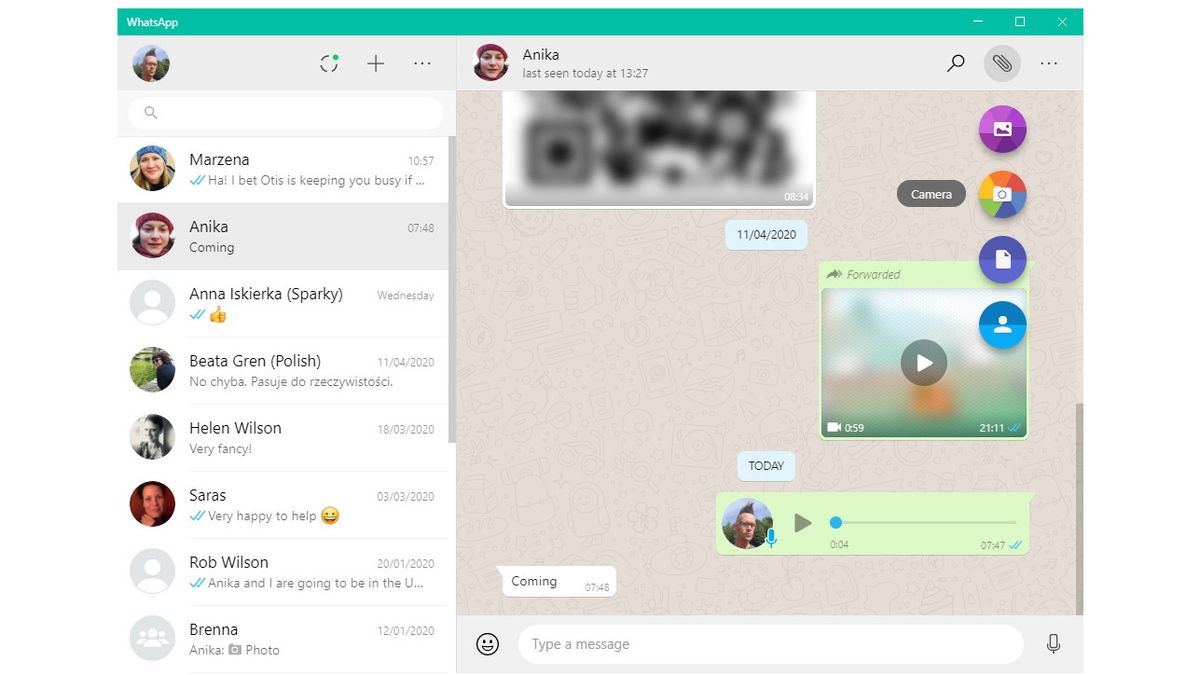 WhatsApp
Marzena
10:57
Ha! I bet Otis is keeping you busy if ...
Anika
07:48
Coming
Anna Iskierka (Sparky)
Wednesday
👍
Beata Gren (Polish)
11/04/2020
No chyba. Pasuje do rzeczywistości.
Helen Wilson
18/03/2020
Very fancy!
Saras
03/03/2020
Very happy to help 😀
Rob Wilson
20/01/2020
Anika and I are going to be in the U...
Brenna
12/01/2020
Anika: Photo
Anika
last seen today at 13:27
08:34
Camera
11/04/2020
Forwarded
0:59
21:11
TODAY
0:04
07:47
Coming
07:48
Type a message